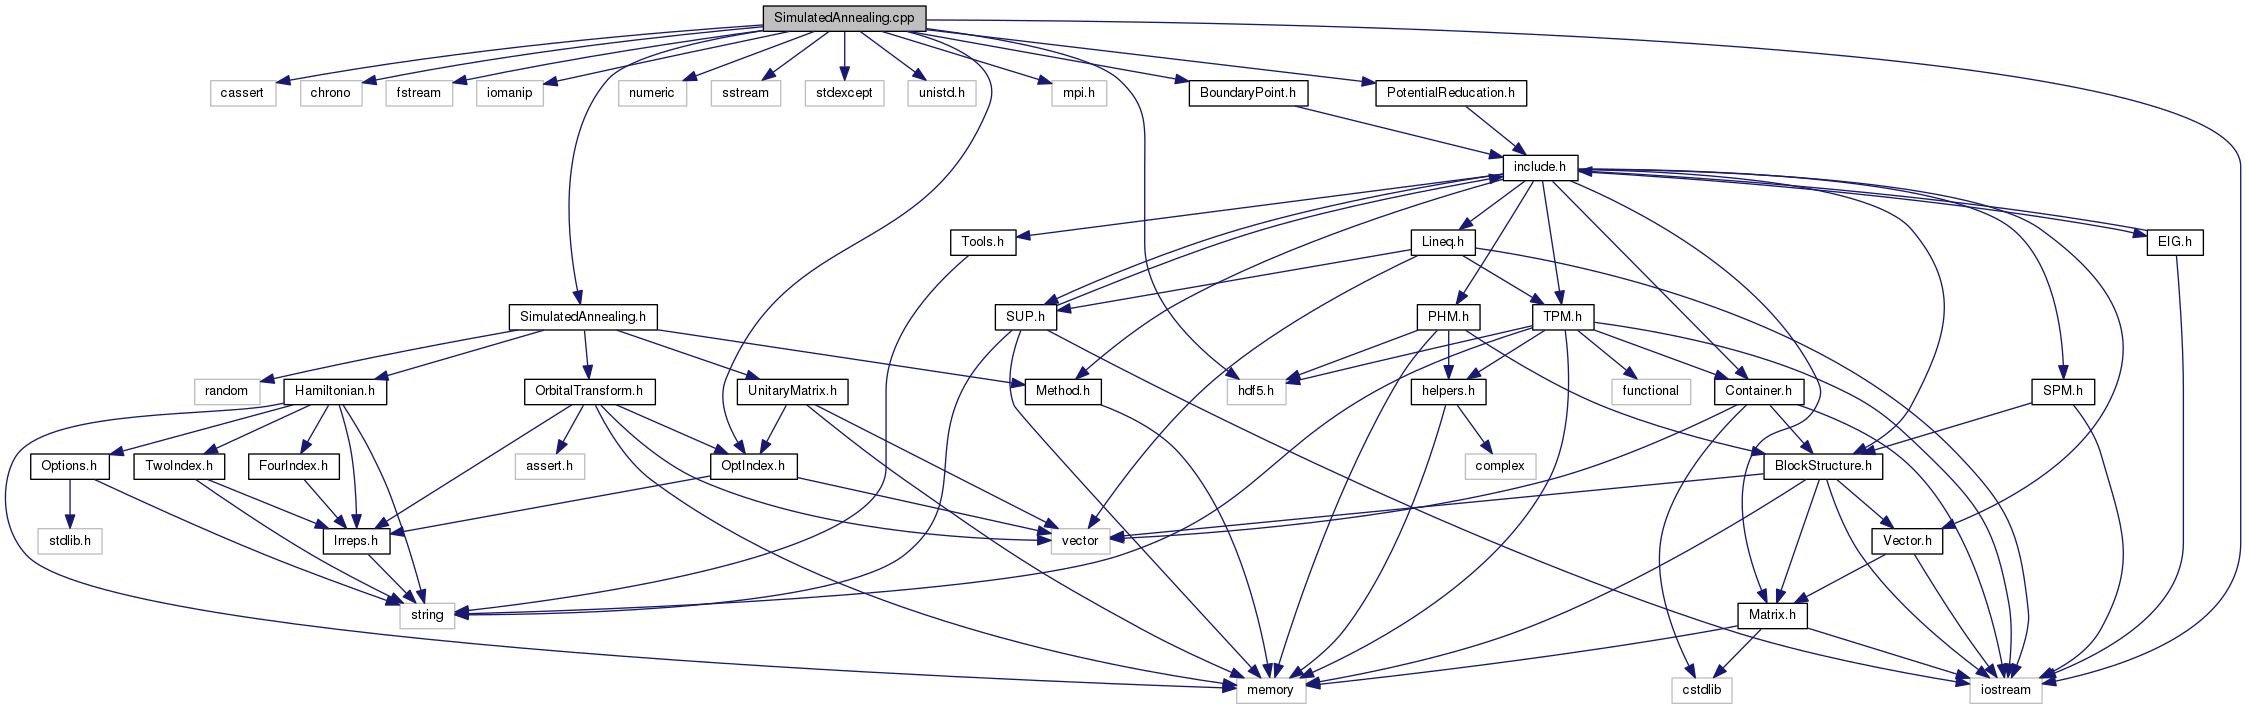 SimulatedAnnealing.cpp
cassert
chrono
fstream
iomanip
numeric
sstream
stdexcept
unistd.h
mpi.h
BoundaryPoint.h
PotentialReducation.h
include.h
Tools.h
Lineq.h
EIG.h
SimulatedAnnealing.h
SUP.h
PHM.h
TPM.h
random
Hamiltonian.h
OrbitalTransform.h
UnitaryMatrix.h
Method.h
hdf5.h
helpers.h
functional
Container.h
SPM.h
Options.h
TwoIndex.h
FourIndex.h
assert.h
OptIndex.h
complex
BlockStructure.h
stdlib.h
Irreps.h
vector
Vector.h
string
Matrix.h
memory
cstdlib
iostream